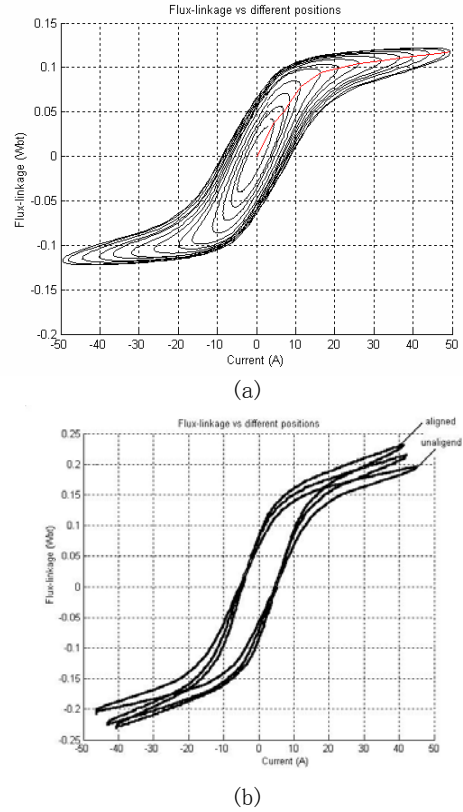 Flux-linkage vs different positions
0.15
0.1
0.05
0
-0.05
-0.1
0.15
0.2
Flux-linkage (Wbt)
-50 -40 -30 -20 -10 0 10 20 30 40 50
Current (A)
(a)
Flux-linkage vs different positions
aligned
unaligend
0.25
0.2
0.15
0.1
0.05
0
-0.05
-0.1
0.15
-0.2
-0.25
Flux-linkage (Wbt)
-50 -40 -30 -20 -10 0 10 20 30 40 50
Current (A)
(b)